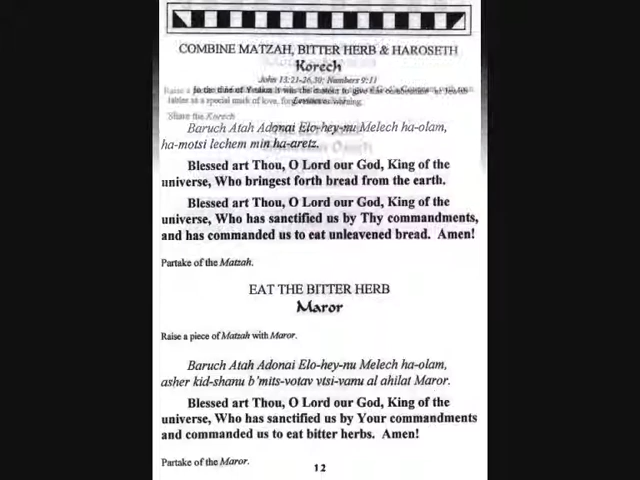 COMBINE MATZAH, BITTER HERB & HAROSETH
Korech
John 13:21-26,30; Numbers 9:11
Share the Korech
Baruch Atah Adonai Elo-hey-nu Melech ha-olam,
ha-motsi lechem min ha-aretz.
Blessed art Thou, O Lord our God, King of the
universe, Who bringest forth bread from the earth.
Blessed art Thou, O Lord our God, King of the
universe, Who has sanctified us by Thy commandments,
and has commanded us to eat unleavened bread. Amen!
Partake of the Matzah.
EAT THE BITTER HERB
Maror
Raise a piece of Matzah with Maror.
Baruch Atah Adonai Elo-hey-nu Melech ha-olam,
asher kid-shanu b'mits-votav vtsi-vanu al ahilat Maror.
Blessed art Thou, O Lord our God, King of the
universe, Who has sanctified us by Your commandments
and commanded us to eat bitter herbs. Amen!
Partake of the Maror.
12